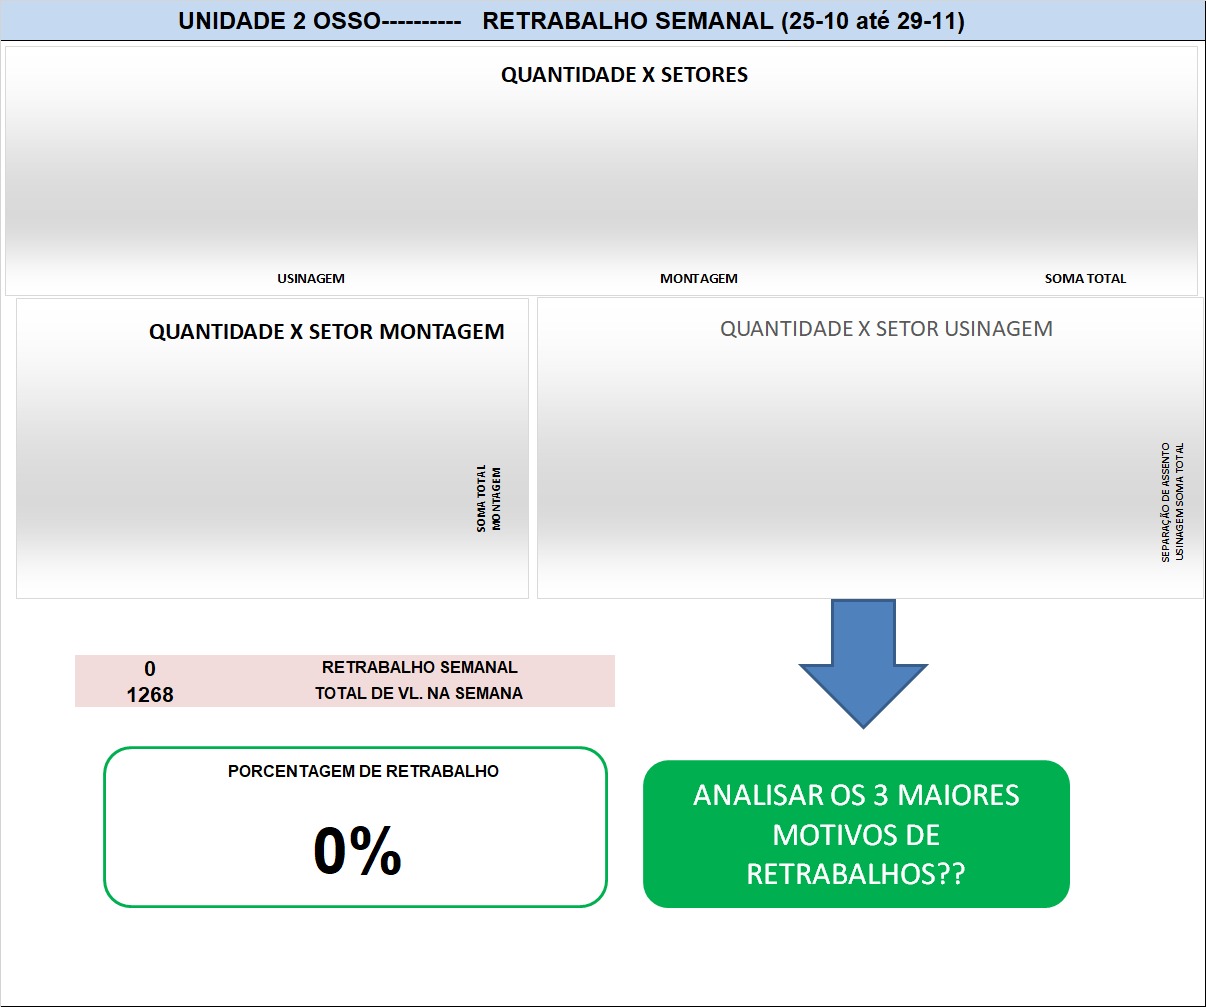 UNIDADE 2 OSSO---------- RETRABALHO SEMANAL (25-10 até 29-11)
QUANTIDADE X SETORES
USINAGEM MONTAGEM SOMA TOTAL
QUANTIDADE X SETOR MONTAGEM
SOMA TOTAL
MONTAGEM
QUANTIDADE X SETOR USINAGEM
SEPARAÇÃO DE ASSENTO
USINAGEM SOMA TOTAL
0 RETRABALHO SEMANAL
1268 TOTAL DE VL. NA SEMANA
PORCENTAGEM DE RETRABALHO
0%
ANALISAR OS 3 MAIORES
MOTIVOS DE
RETRABALHOS??